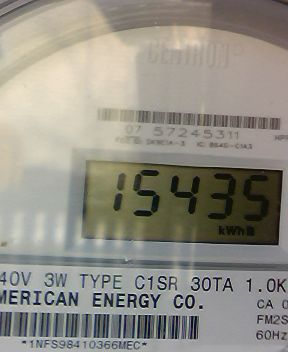 CENTRON®
07 57245311
15435
kWh
40V 3W TYPE C1SR 30TA 1.0K
MERICAN ENERGY CO.
CA 0
FM2S
60Hz
*1NFS98410366MEC*